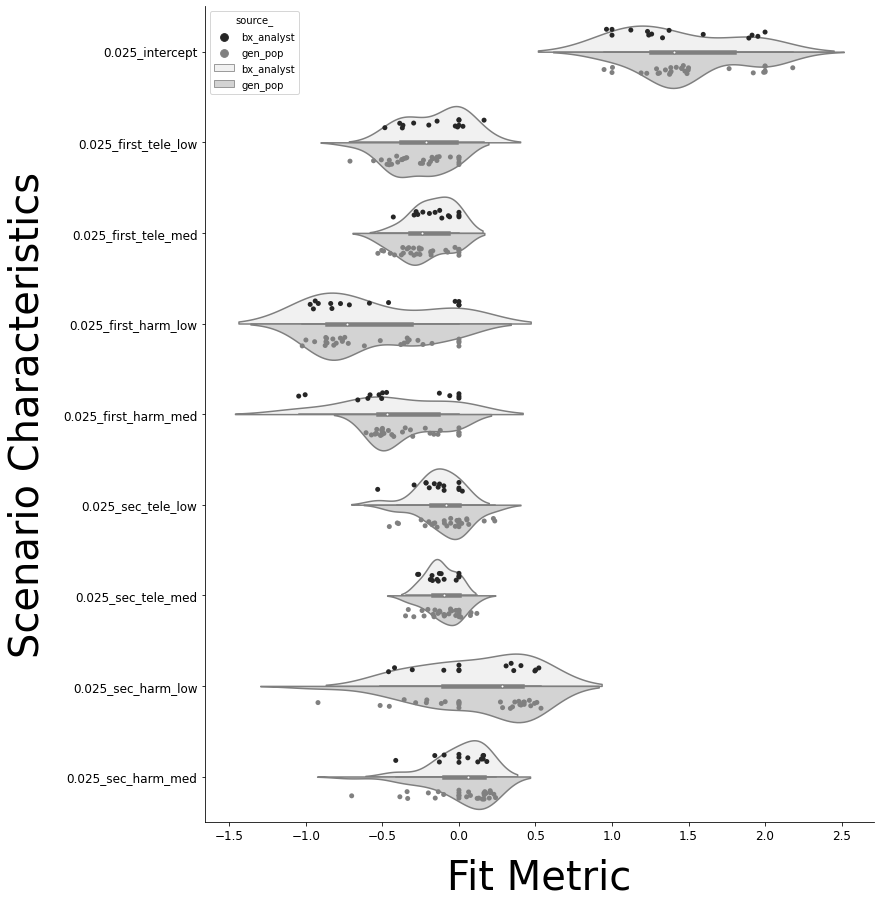 source_
bx_analyst
gen_pop
bx_analyst
gen_pop
0.025_intercept
0.025_first_tele_low
0.025_first_tele_med
0.025_first_harm_low
0.025_first_harm_med
0.025_sec_tele_low
0.025_sec_tele_med
0.025_sec_harm_low
0.025_sec_harm_med
Scenario Characteristics
−1.5 −1.0 −0.5 0.0 0.5 1.0 1.5 2.0 2.5
Fit Metric